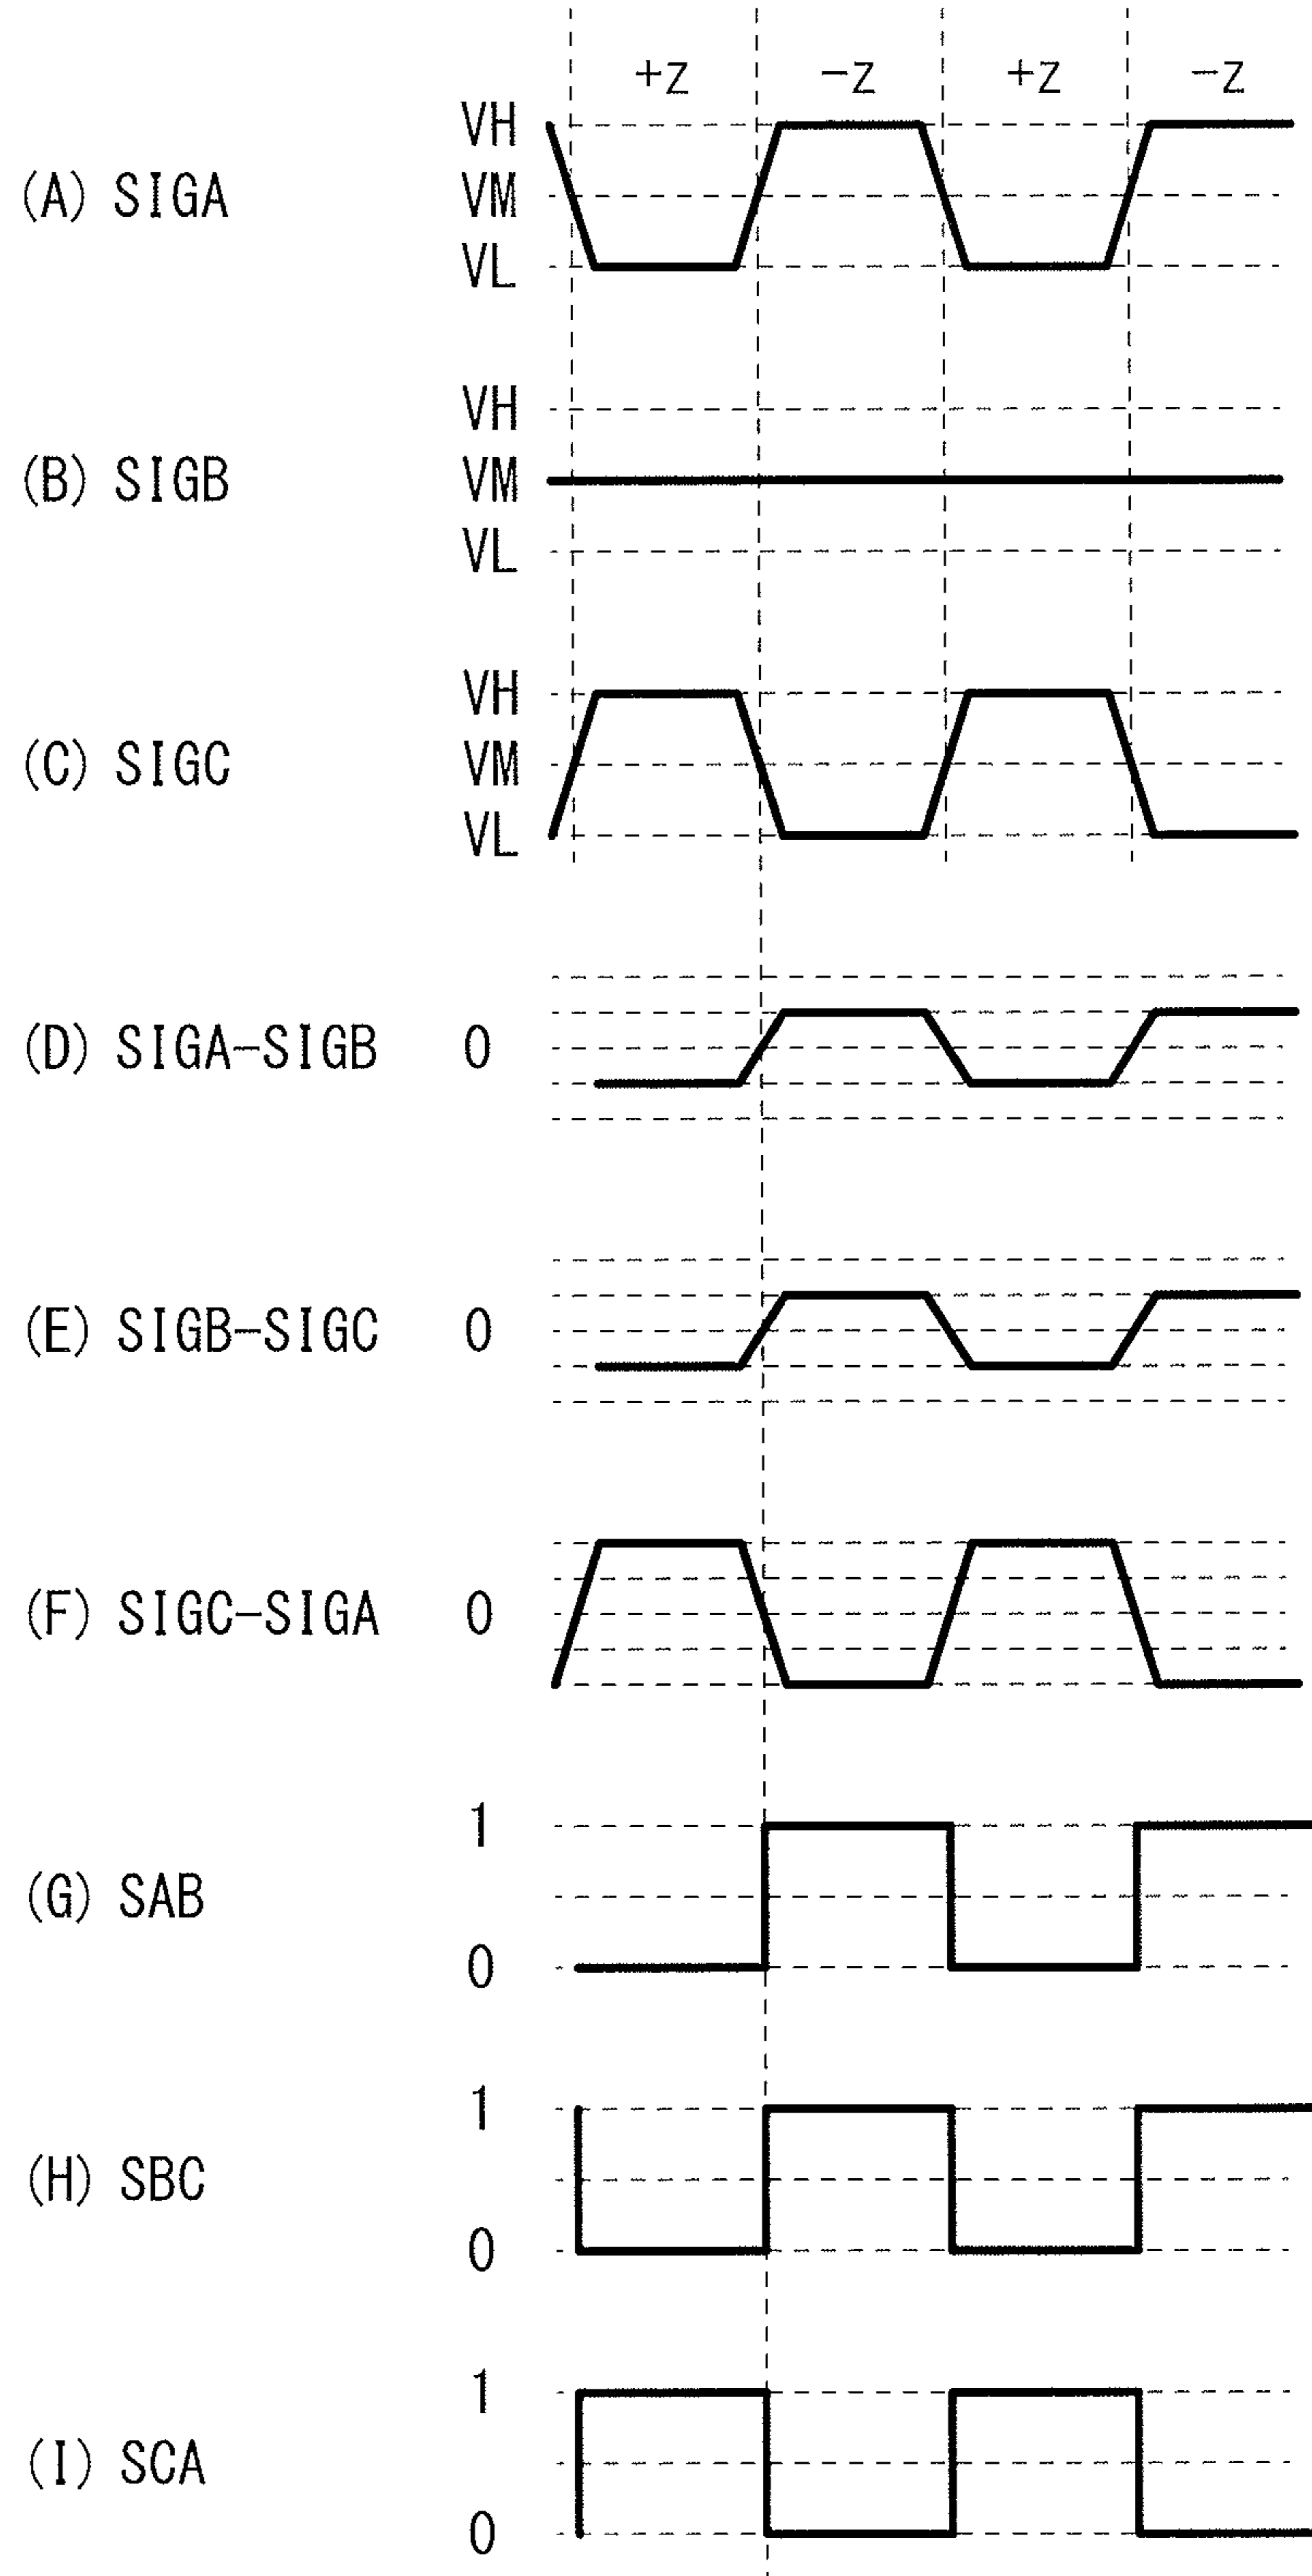 +z -z +z -z
VH
(A) SIGA VM
VL
VH
(B) SIGB VM
VL
VH
(C) SIGC VM
VL
(D) SIGA-SIGB 0
(E) SIGB-SIGC 0
(F) SIGC-SIGA 0
1
(G) SAB
0
1
(H) SBC
0
1
(I) SCA
0